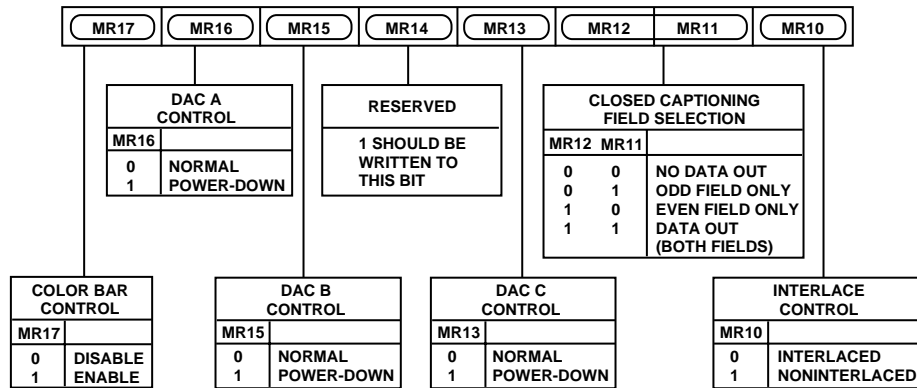 MR17 MR16 MR15 MR14 MR13 MR12 MR11 MR10
DAC A
CONTROL
MR16
0 NORMAL
1 POWER-DOWN
RESERVED
1 SHOULD BE
WRITTEN TO
THIS BIT
CLOSED CAPTIONING
FIELD SELECTION
MR12 MR11
0 0 NO DATA OUT
0 1 ODD FIELD ONLY
1 0 EVEN FIELD ONLY
1 1 DATA OUT
(BOTH FIELDS)
COLOR BAR
CONTROL
MR17
0 DISABLE
1 ENABLE
DAC B
CONTROL
MR15
0 NORMAL
1 POWER-DOWN
DAC C
CONTROL
MR13
0 NORMAL
1 POWER-DOWN
INTERLACE
CONTROL
MR10
0 INTERLACED
1 NONINTERLACED